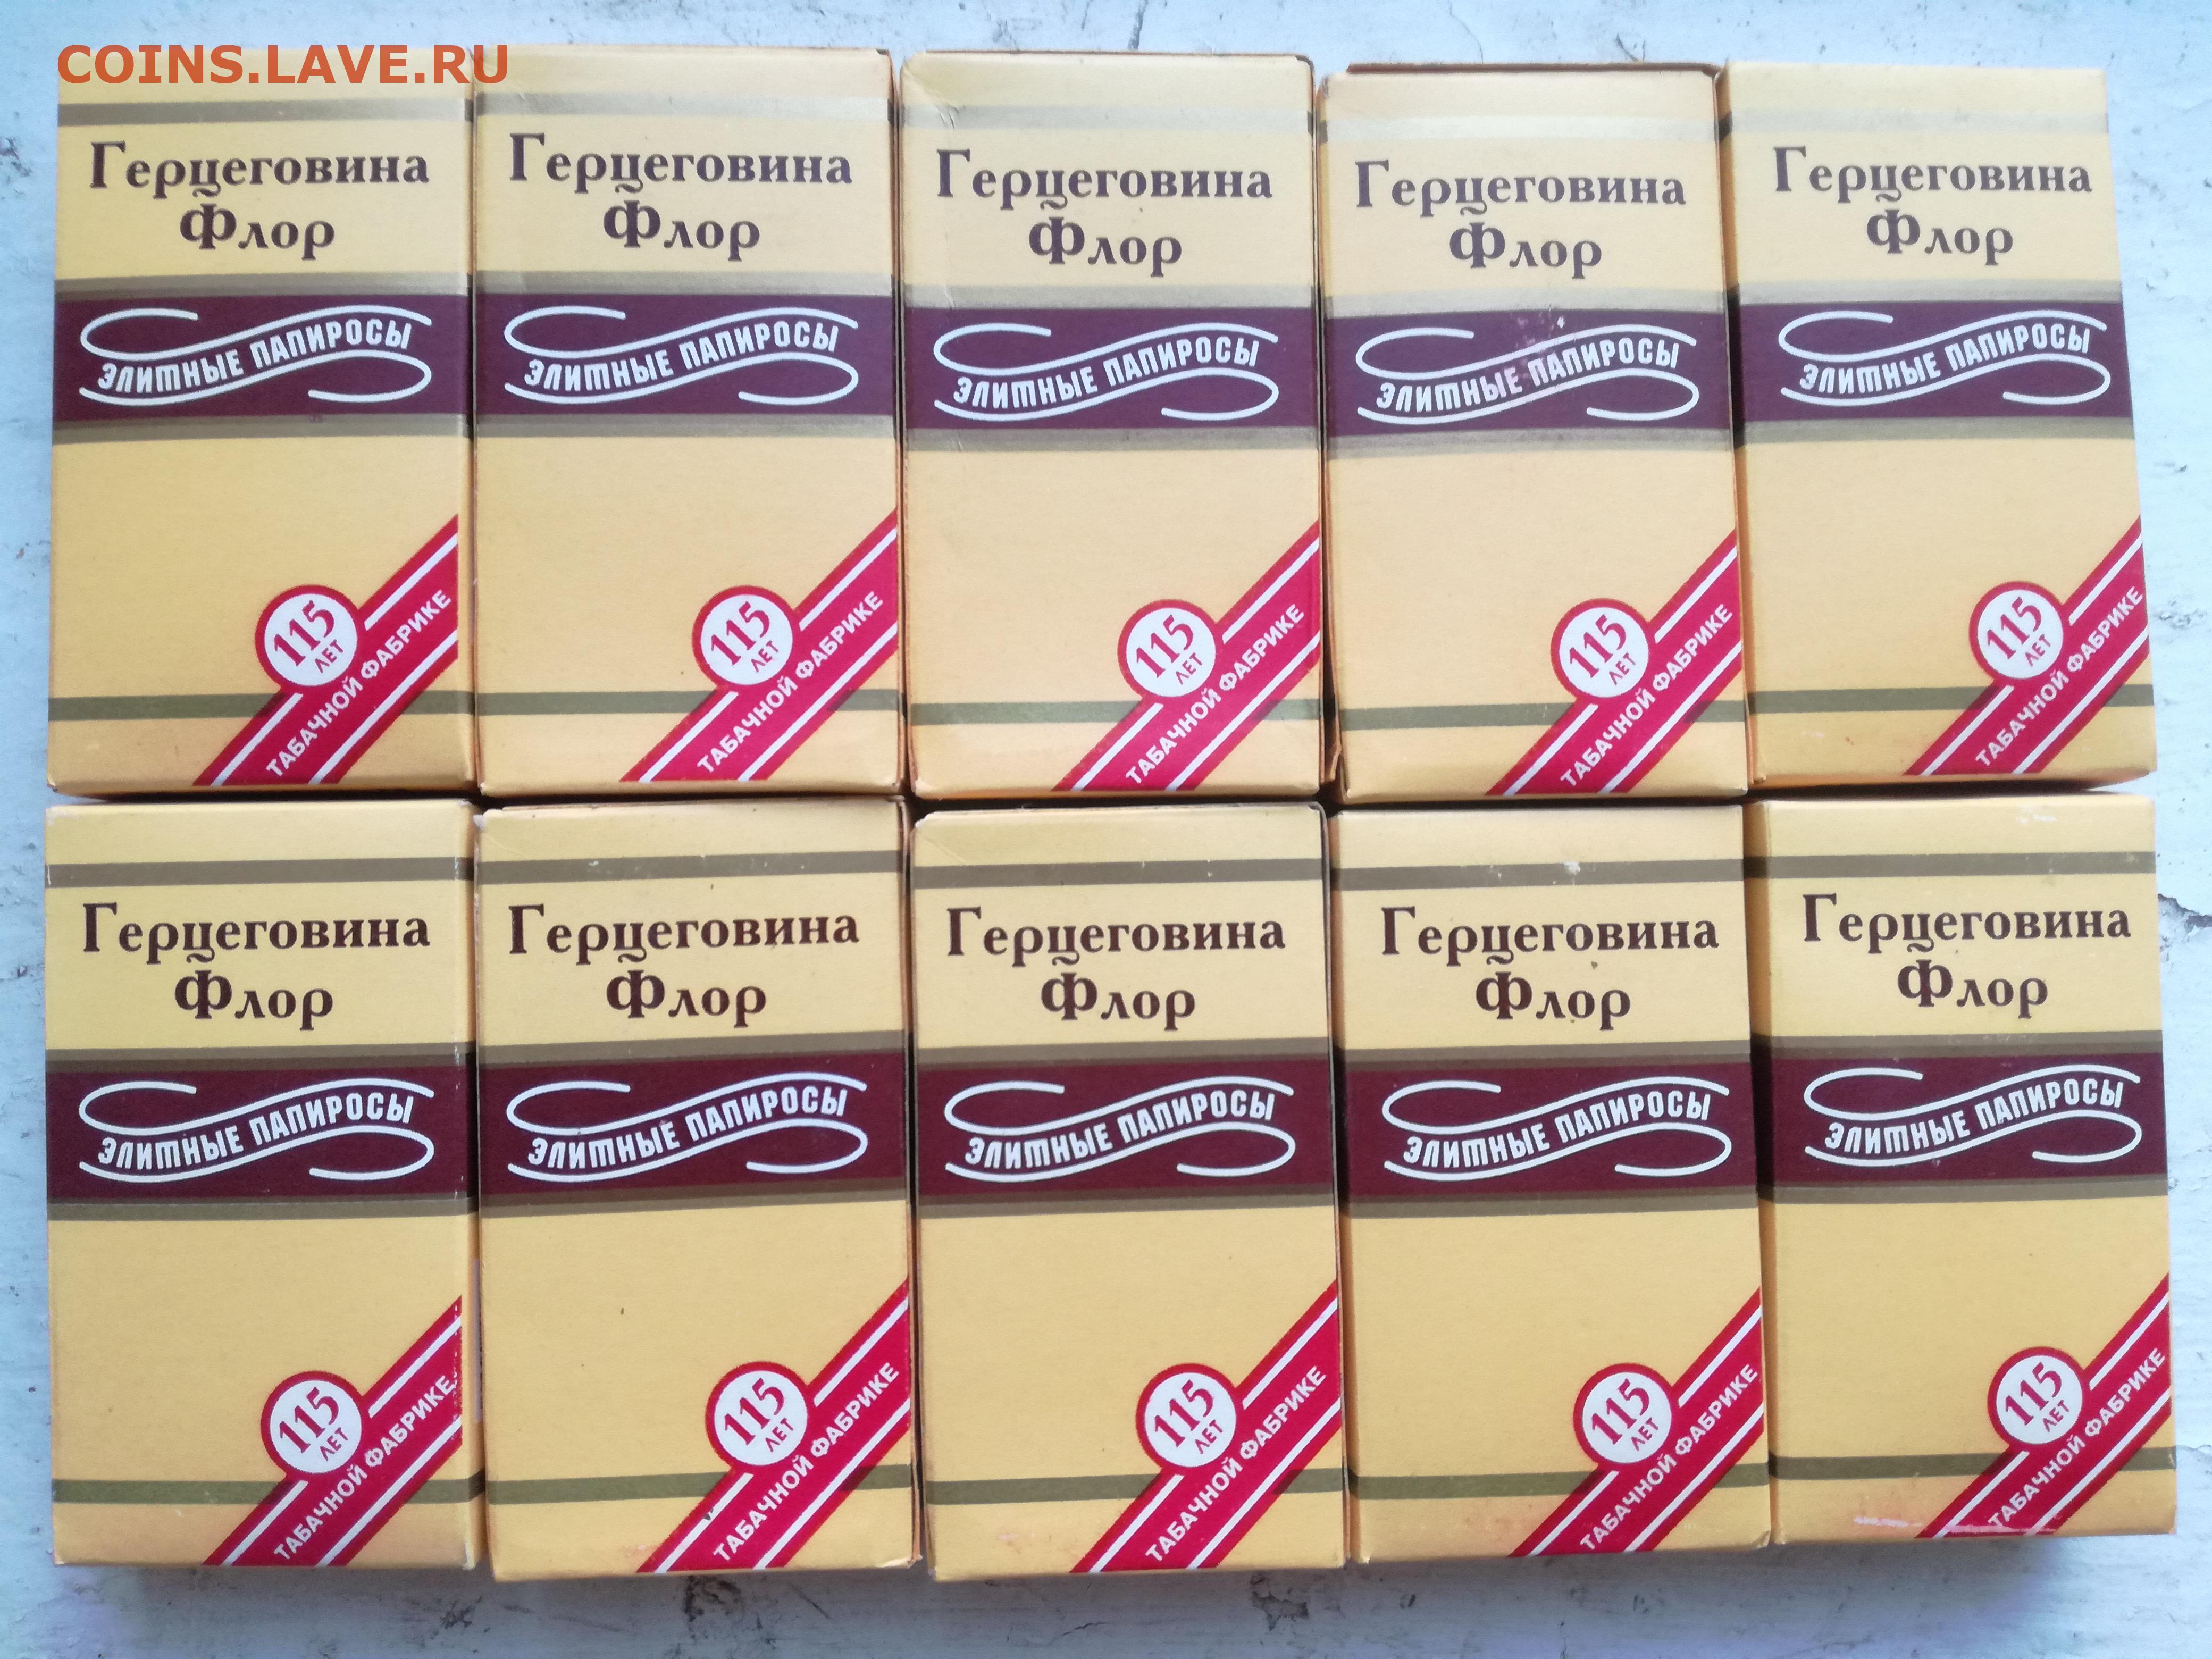 COINS.LAVE.RU
Герцеговина
Флор
ЭЛИТНЫЕ ПАПИРОСЫ
115
ЛЕТ
ТАБАЧНОЙ ФАБРИКЕ
Герцеговина
Флор
ЭЛИТНЫЕ ПАПИРОСЫ
115
ЛЕТ
ТАБАЧНОЙ ФАБРИКЕ
Герцеговина
Флор
ЭЛИТНЫЕ ПАПИРОСЫ
115
ЛЕТ
ТАБАЧНОЙ ФАБРИКЕ
Герцеговина
Флор
ЭЛИТНЫЕ ПАПИРОСЫ
115
ЛЕТ
ТАБАЧНОЙ ФАБРИКЕ
Герцеговина
Флор
ЭЛИТНЫЕ ПАПИРОСЫ
115
ЛЕТ
ТАБАЧНОЙ ФАБРИКЕ
Герцеговина
Флор
ЭЛИТНЫЕ ПАПИРОСЫ
115
ЛЕТ
ТАБАЧНОЙ ФАБРИКЕ
Герцеговина
Флор
ЭЛИТНЫЕ ПАПИРОСЫ
115
ЛЕТ
ТАБАЧНОЙ ФАБРИКЕ
Герцеговина
Флор
ЭЛИТНЫЕ ПАПИРОСЫ
115
ЛЕТ
ТАБАЧНОЙ ФАБРИКЕ
Герцеговина
Флор
ЭЛИТНЫЕ ПАПИРОСЫ
115
ЛЕТ
ТАБАЧНОЙ ФАБРИКЕ
Герцеговина
Флор
ЭЛИТНЫЕ ПАПИРОСЫ
115
ЛЕТ
ТАБАЧНОЙ ФАБРИКЕ